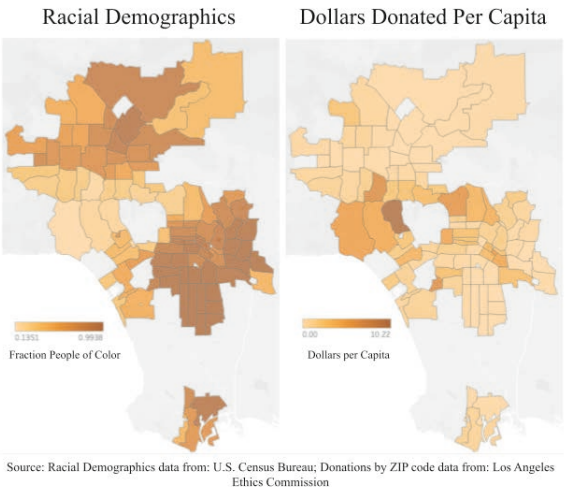 Racial Demographics
Dollars Donated Per Capita
0.1351 0.9938
Fraction People of Color
0.00 10.22
Dollars per Capita
Source: Racial Demographics data from: U.S. Census Bureau; Donations by ZIP code data from: Los Angeles
Ethics Commission